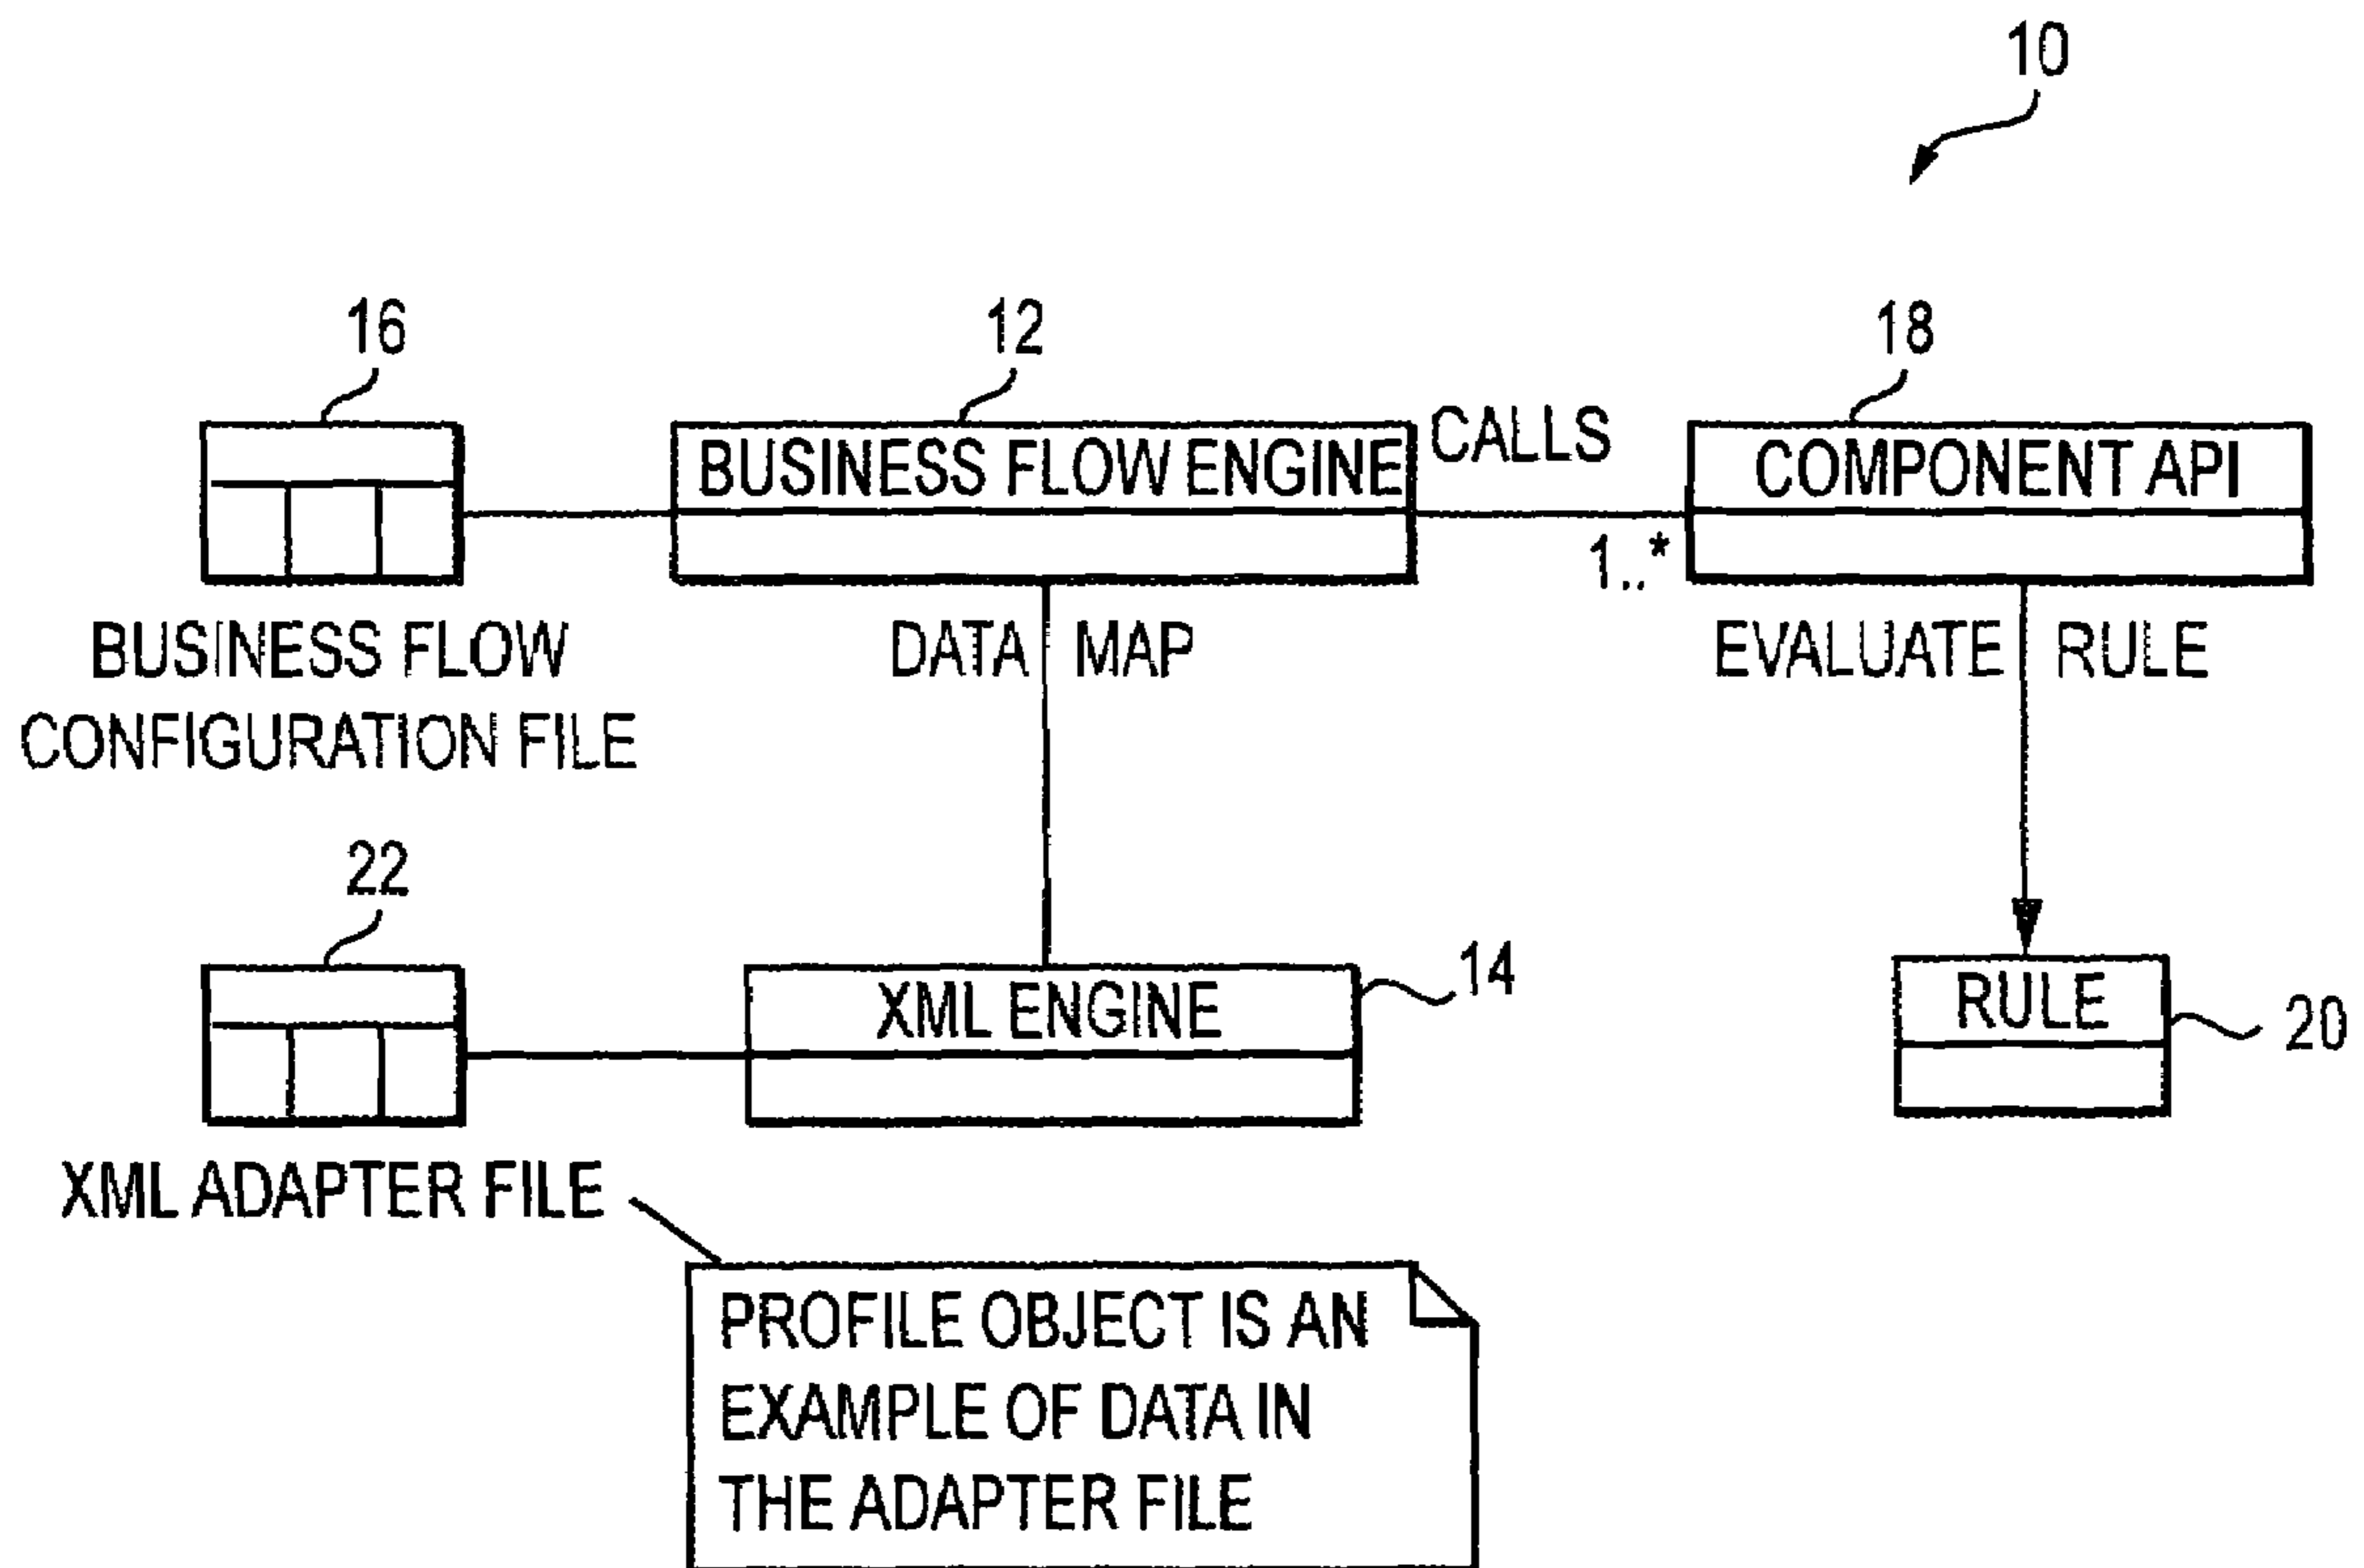 10
16
12
18
BUSINESS FLOW ENGINE
CALLS
COMPONENT API
1..*
BUSINESS FLOW
CONFIGURATION FILE
DATA MAP
EVALUATE RULE
22
14
XML ENGINE
RULE
20
XML ADAPTER FILE
PROFILE OBJECT IS AN
EXAMPLE OF DATA IN
THE ADAPTER FILE